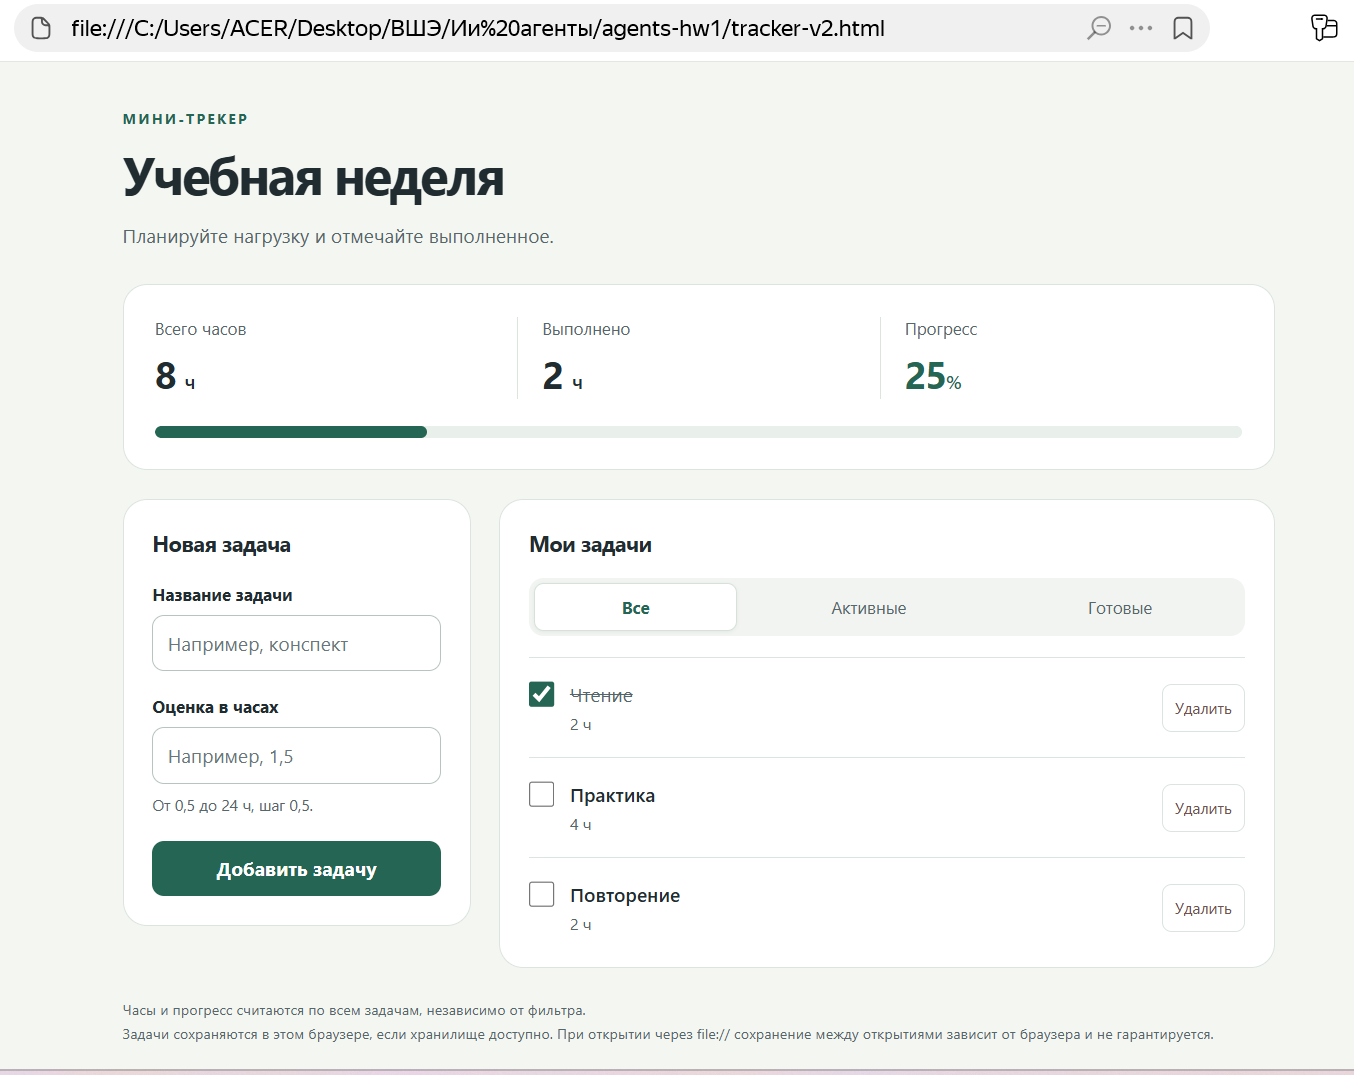 file:///C:/Users/ACER/Desktop/ВШЭ/Ии%20агенты/agents-hw1/tracker-v2.html
МИНИ-ТРЕКЕР
Учебная неделя
Планируйте нагрузку и отмечайте выполненное.
Всего часов
8 ч
Выполнено
2 ч
Прогресс
25%
Новая задача
Название задачи
Например, конспект
Оценка в часах
Например, 1,5
От 0,5 до 24 ч, шаг 0,5.
Добавить задачу
Мои задачи
Все
Активные
Готовые
Чтение
2 ч
Удалить
Практика
4 ч
Удалить
Повторение
2 ч
Удалить
Часы и прогресс считаются по всем задачам, независимо от фильтра.
Задачи сохраняются в этом браузере, если хранилище доступно. При открытии через file:// сохранение между открытиями зависит от браузера и не гарантируется.